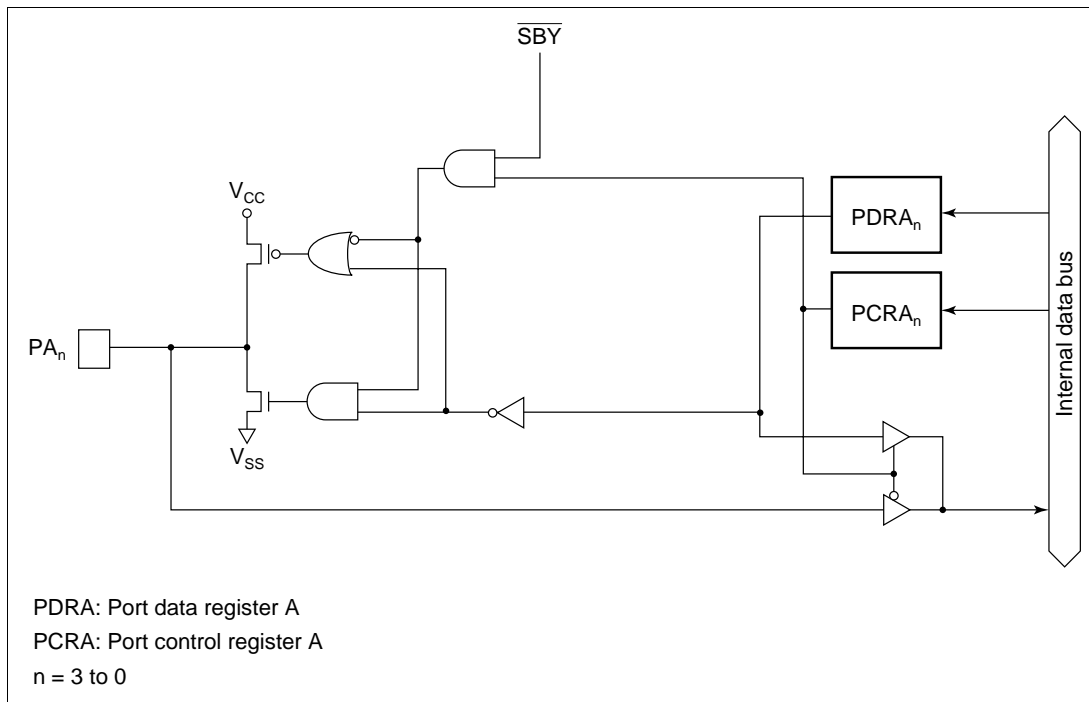 SBY
VCC
PDRAn
PCRAn
PAn
VSS
Internal data bus
PDRA: Port data register A
PCRA: Port control register A
n = 3 to 0